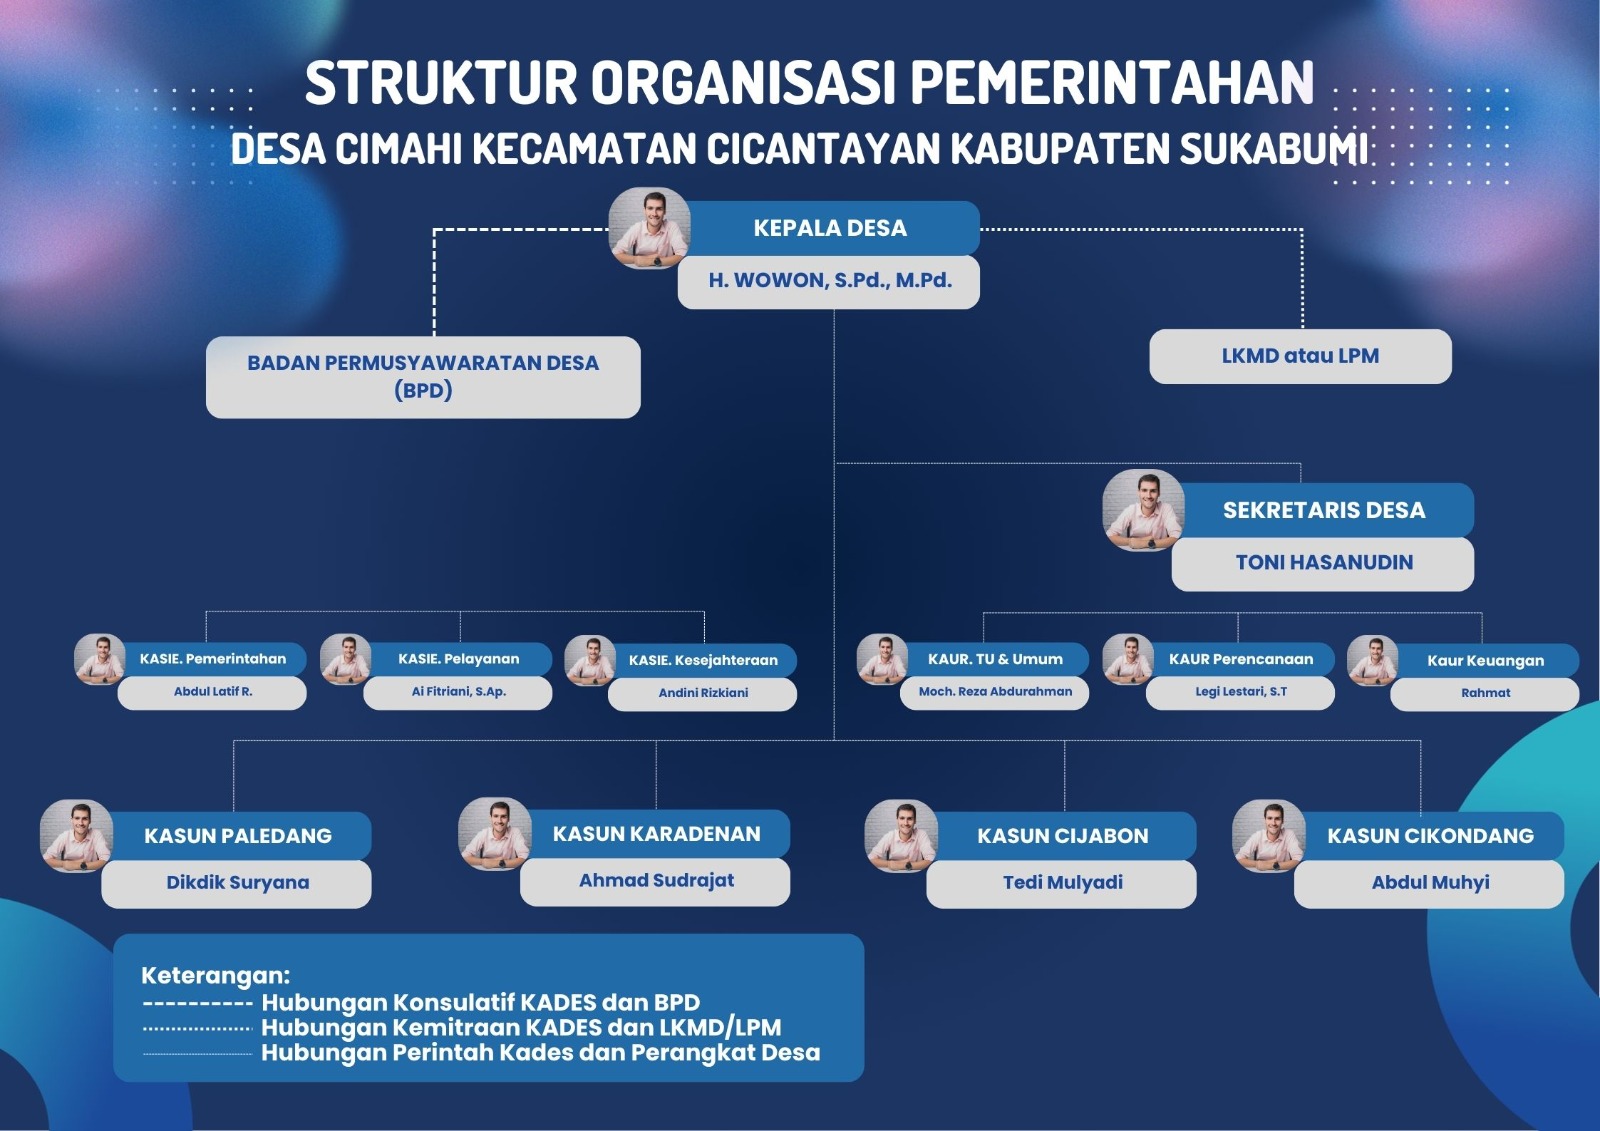 STRUKTUR ORGANISASI PEMERINTAHAN
DESA CIMAHI KECAMATAN CICANTAYAN KABUPATEN SUKABUMI
KEPALA DESA
H. WOWON, S.Pd., M.Pd.
BADAN PERMUSYAWARATAN DESA
(BPD)
LKMD atau LPM
SEKRETARIS DESA
TONI HASANUDIN
KASIE. Pemerintahan
Abdul Latif R.
KASIE. Pelayanan
Ai Fitriani, S.Ap.
KASIE. Kesejahteraan
Andini Rizkiani
KAUR. TU & Umum
Moch. Reza Abdurahman
KAUR Perencanaan
Legi Lestari, S.T
Kaur Keuangan
Rahmat
KASUN PALEDANG
Dikdik Suryana
KASUN KARADENAN
Ahmad Sudrajat
KASUN CIJABON
Tedi Mulyadi
KASUN CIKONDANG
Abdul Muhyi
Keterangan:
Hubungan Konsulatif KADES dan BPD
Hubungan Kemitraan KADES dan LKMD/LPM
Hubungan Perintah Kades dan Perangkat Desa